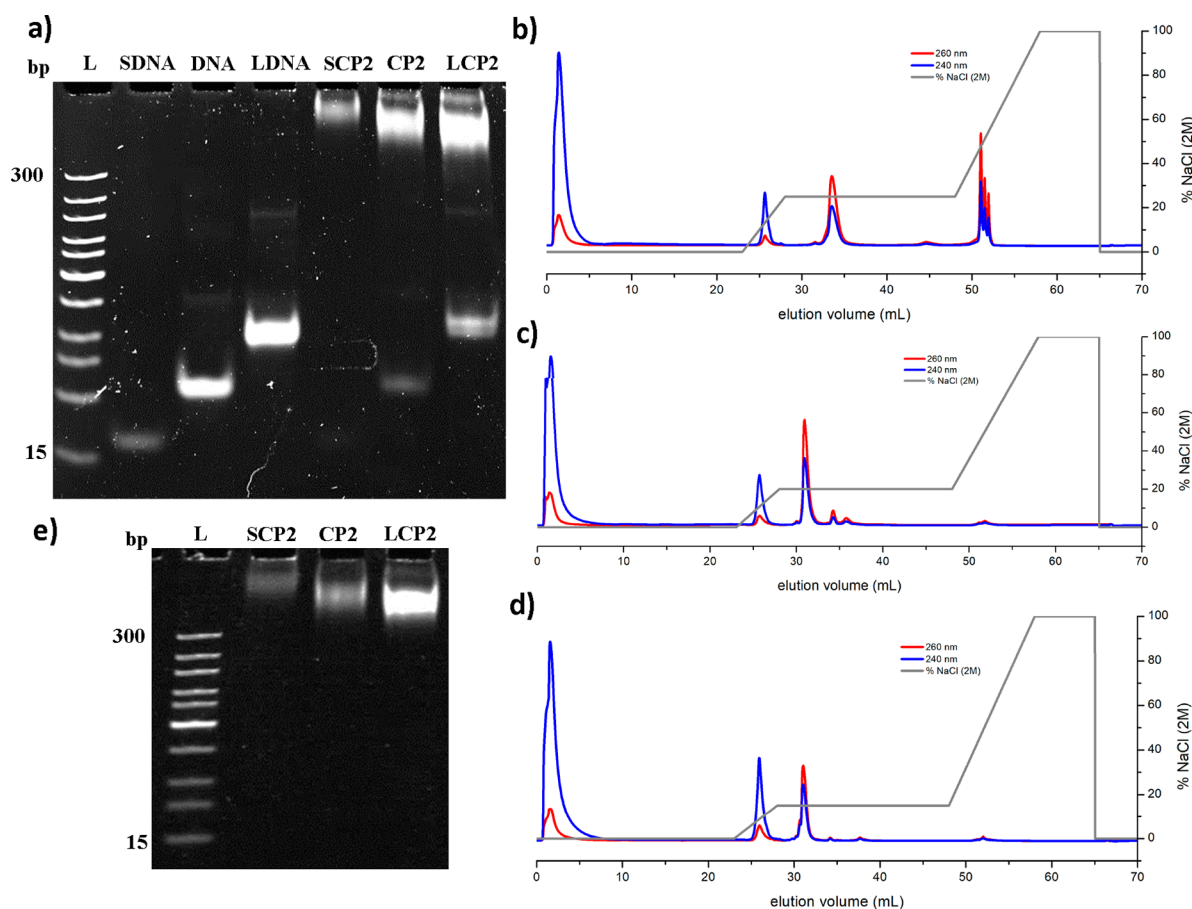 a)
bp L SDNA DNA LDNA SCP2 CP2 LCP2
300
15
b)
260 nm
240 nm
% NaCl (2M)
100
80
60
40
20
0
% NaCl (2M)
0 10 20 30 40 50 60 70
elution volume (mL)
c)
260 nm
240 nm
% NaCl (2M)
100
80
60
40
20
0
% NaCl (2M)
0 10 20 30 40 50 60 70
elution volume (mL)
e)
bp L SCP2 CP2 LCP2
300
15
d)
260 nm
240 nm
% NaCl (2M)
100
80
60
40
20
0
% NaCl (2M)
0 10 20 30 40 50 60 70
elution volume (mL)